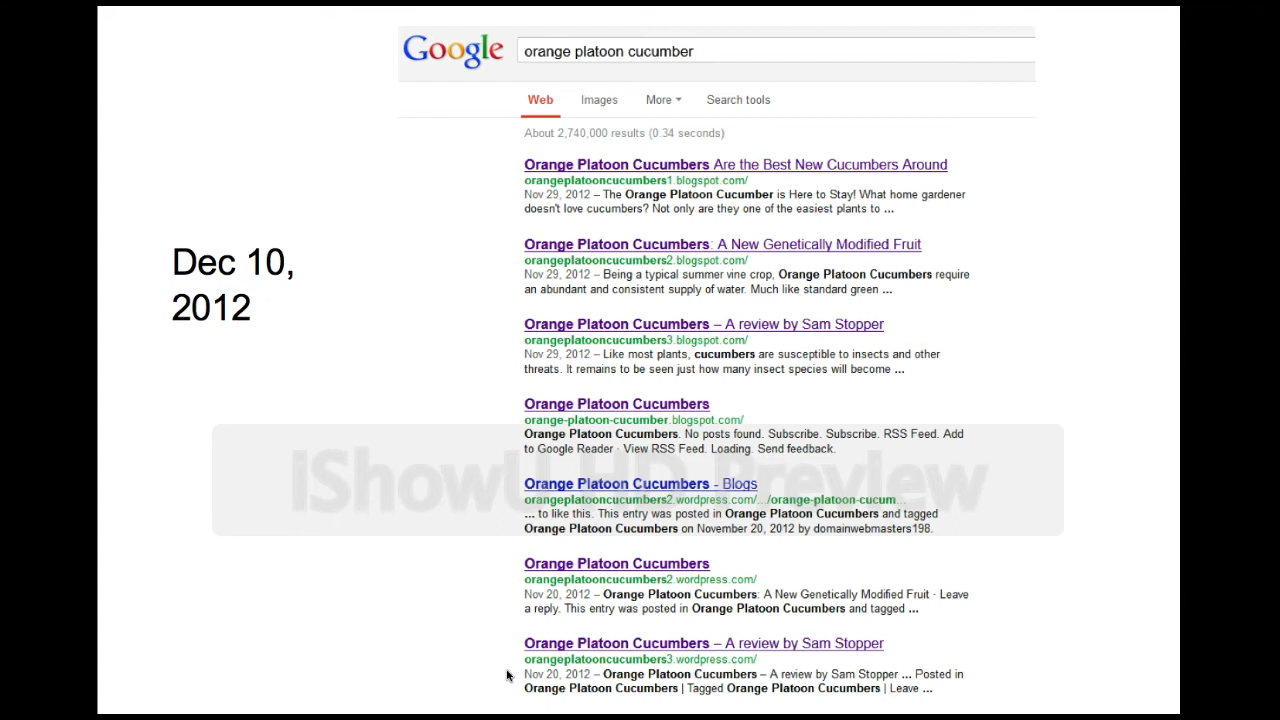 Google
orange platoon cucumber
Web Images More Search tools
About 2,740,000 results (0.34 seconds)
Orange Platoon Cucumbers Are the Best New Cucumbers Around
orangeplatooncucumbers1.blogspot.com/
Nov 29, 2012 – The Orange Platoon Cucumber is Here to Stay! What home gardener
doesn't love cucumbers? Not only are they one of the easiest plants to ...
Orange Platoon Cucumbers: A New Genetically Modified Fruit
orangeplatooncucumbers2.blogspot.com/
Nov 29, 2012 – Being a typical summer vine crop, Orange Platoon Cucumbers require
an abundant and consistent supply of water. Much like standard green ...
Dec 10,
2012
Orange Platoon Cucumbers – A review by Sam Stopper
orangeplatooncucumbers3.blogspot.com/
Nov 29, 2012 – Like most plants, cucumbers are susceptible to insects and other
threats. It remains to be seen just how many insect species will become ...
Orange Platoon Cucumbers
orange-platoon-cucumber.blogspot.com/
Orange Platoon Cucumbers. No posts found. Subscribe. Subscribe. RSS Feed. Add
to Google Reader · View RSS Feed. Loading. Send feedback.
iShowU HD Preview
Orange Platoon Cucumbers - Blogs
orangeplatooncucumbers2.wordpress.com/.../orange-platoon-cucum...
... to like this. This entry was posted in Orange Platoon Cucumbers and tagged
Orange Platoon Cucumbers on November 20, 2012 by domainwebmasters198.
Orange Platoon Cucumbers
orangeplatooncucumbers2.wordpress.com/
Nov 20, 2012 – Orange Platoon Cucumbers: A New Genetically Modified Fruit · Leave
a reply. This entry was posted in Orange Platoon Cucumbers and tagged ...
Orange Platoon Cucumbers – A review by Sam Stopper
orangeplatooncucumbers3.wordpress.com/
Nov 20, 2012 – Orange Platoon Cucumbers – A review by Sam Stopper ... Posted in
Orange Platoon Cucumbers | Tagged Orange Platoon Cucumbers | Leave ...